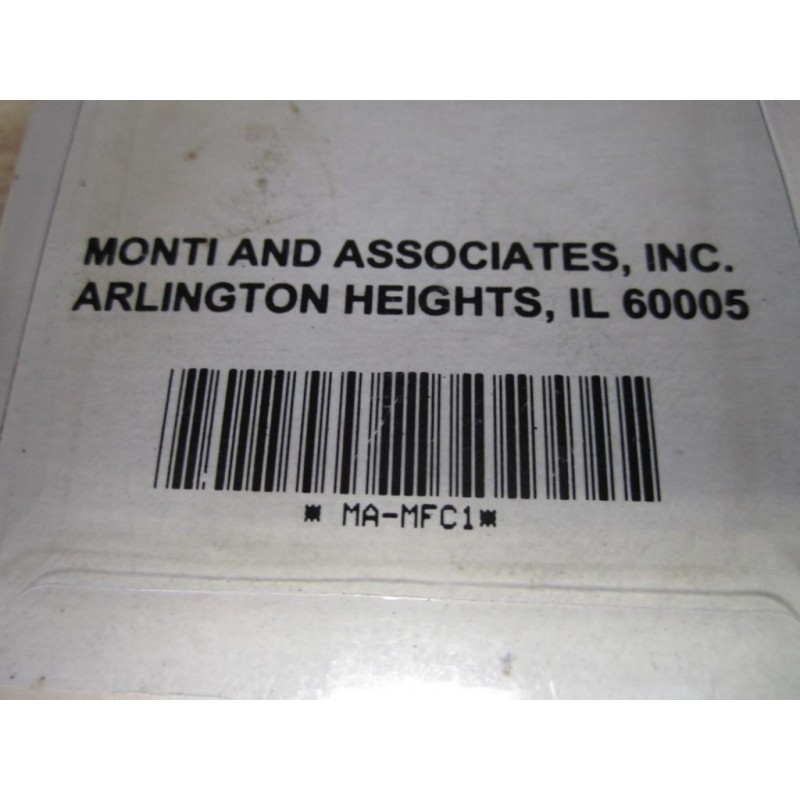 MONTI AND ASSOCIATES, INC.
ARLINGTON HEIGHTS, IL 60005
* MA-MFC1*